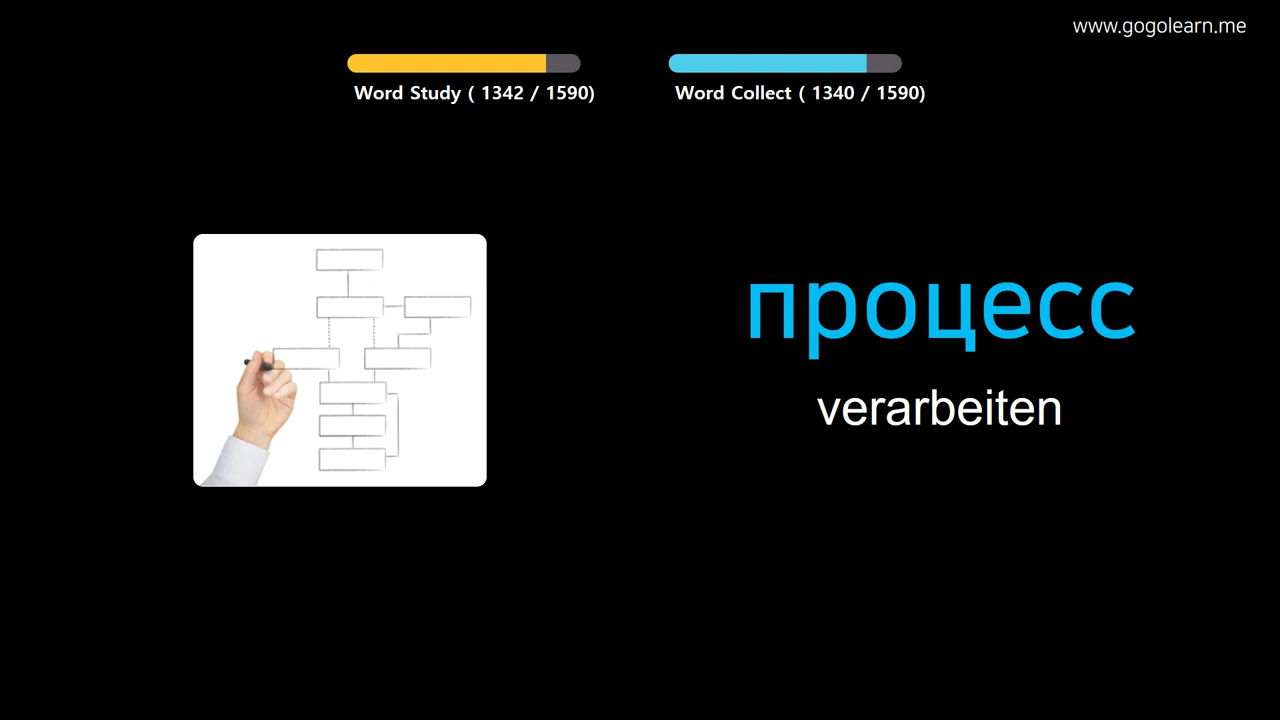 www.gogolearn.me
Word Study ( 1342 / 1590)
Word Collect ( 1340 / 1590)
процесс
verarbeiten